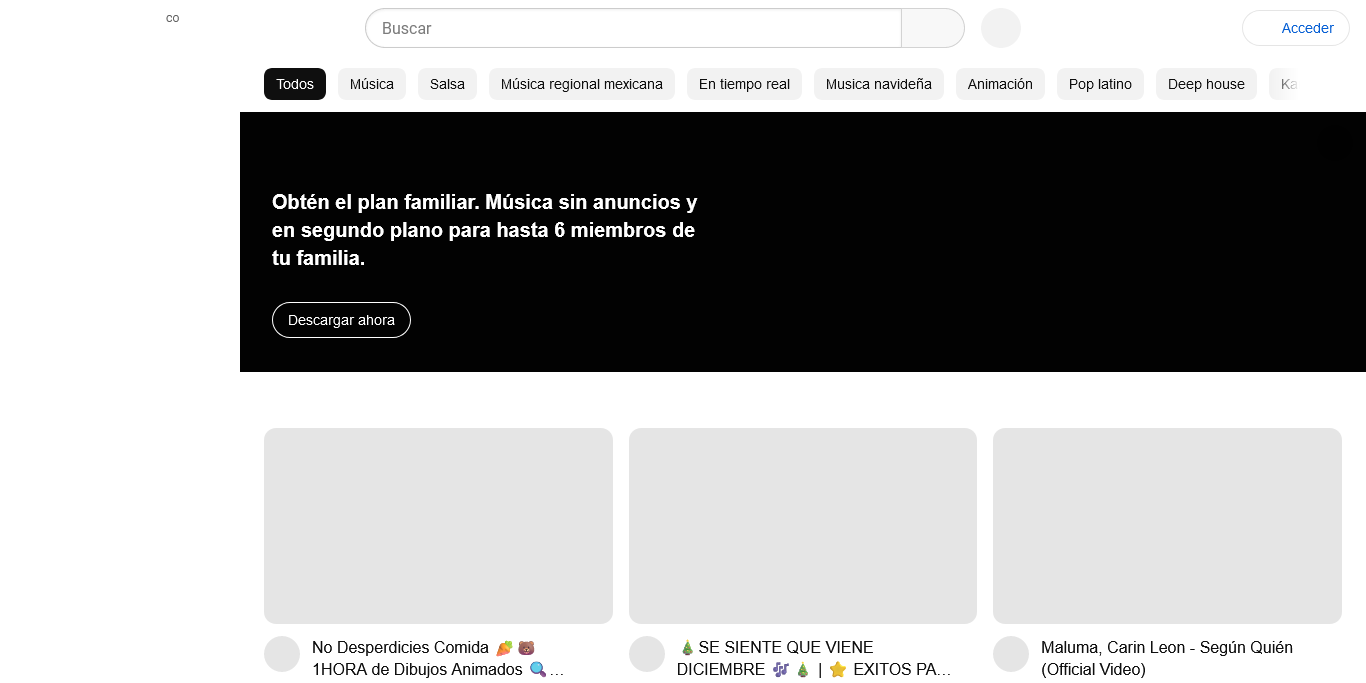 CO
Buscar
Acceder
Todos Música Salsa Música regional mexicana En tiempo real Musica navideña Animación Pop latino Deep house Ka
Obtén el plan familiar. Música sin anuncios y
en segundo plano para hasta 6 miembros de
tu familia.
Descargar ahora
No Desperdicies Comida 🥕 🐻
1HORA de Dibujos Animados 🔍...
🎄SE SIENTE QUE VIENE
DICIEMBRE 🎶 🎄 | ⭐ EXITOS PA...
Maluma, Carin Leon - Según Quién
(Official Video)